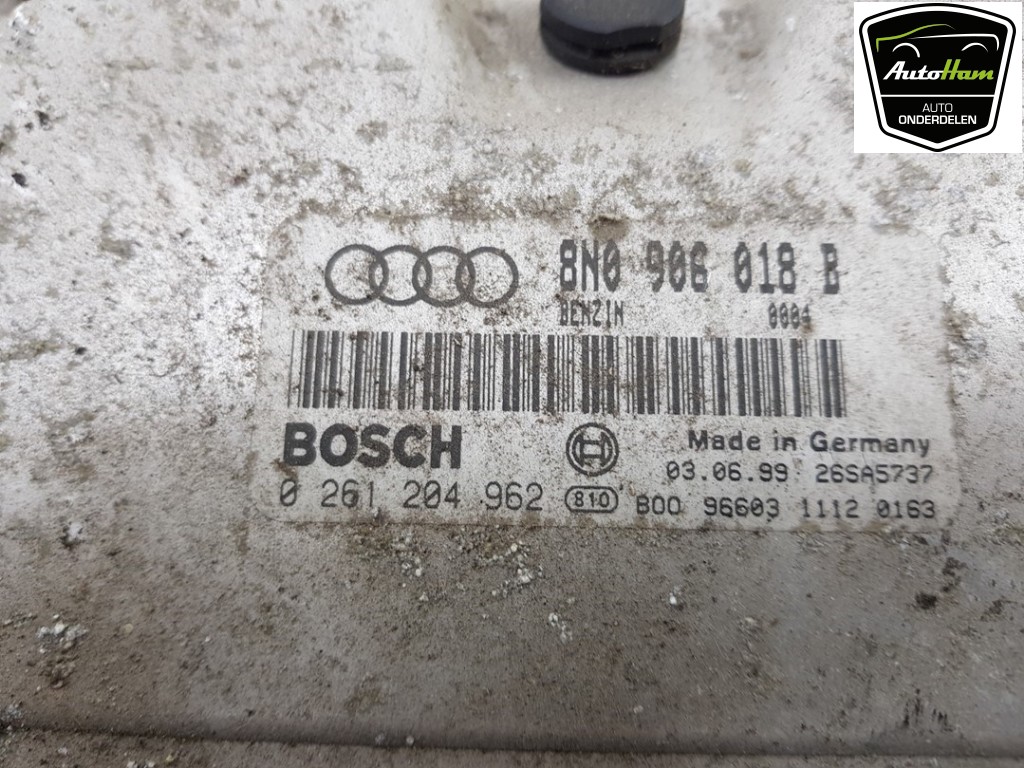 AutoHam
AUTO
ONDERDELEN
8N0 906 018 B
BENZIN 0004
BOSCH
Made in Germany
03.06.99 26SA5737
0 261 204 962 810 B00 96603 1112 0163